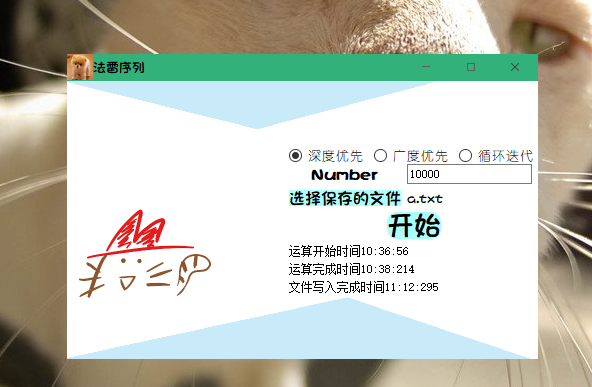 法雷序列
深度优先 广度优先 循环迭代
Number 10000
选择保存的文件 a.txt
开始
运算开始时间10:36:56
运算完成时间10:38:214
文件写入完成时间11:12:295